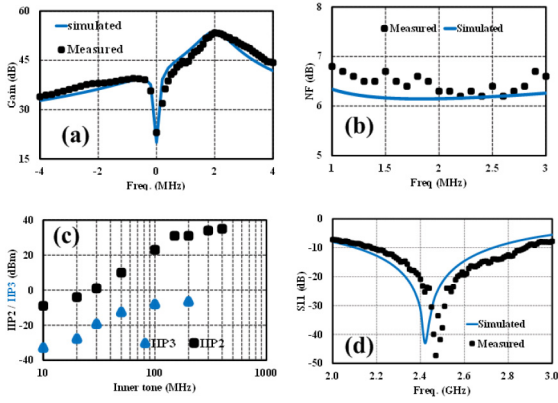 simulated
Measured
60
45
30
15
Gain (dB)
(a)
-4 -2 0 2 4
Freq. (MHz)
Measured Simulated
8
7
6
5
NF (dB)
(b)
1 1.5 2 2.5 3
Freq (MHz)
40
20
0
-20
-40
IIP2 / IIP3 (dBm)
(c)
IIP3 IIP2
10 100 1000
Inner tone (MHz)
0
-10
-20
-30
-40
-50
S11 (dB)
Simulated
Measured
(d)
2.0 2.2 2.4 2.6 2.8 3.0
Freq. (GHz)